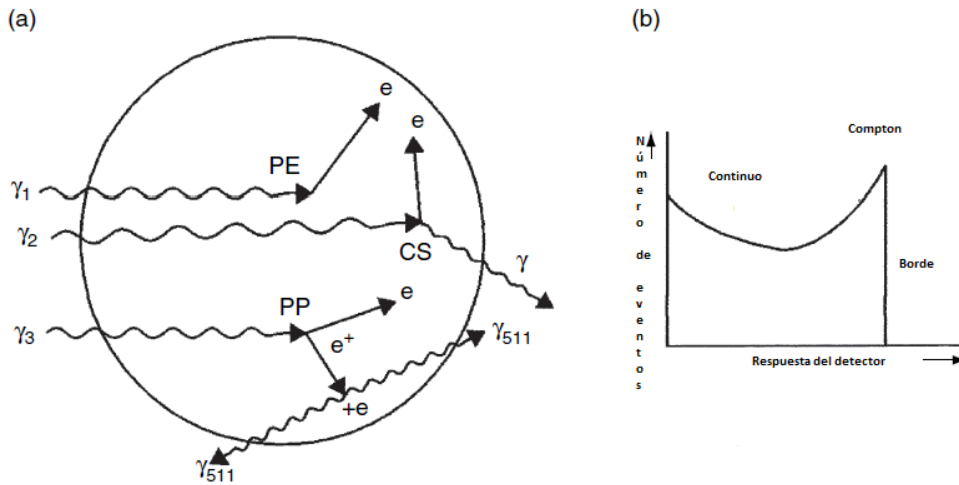 (a)
e
e
PE
γ1
γ2
CS
γ
PP
e
γ3
e+
γ511
+e
γ511
(b)
Compton
Continuo
Número de eventos
Borde
Respuesta del detector